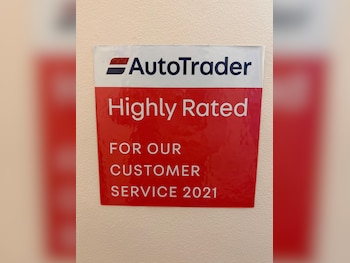 AutoTrader
Highly Rated
FOR OUR
CUSTOMER
SERVICE 2021